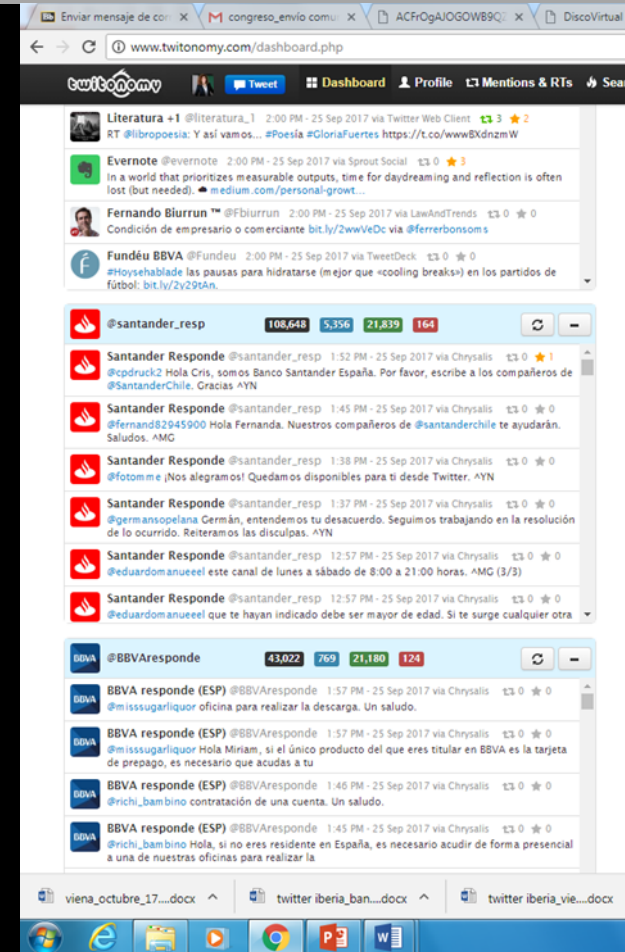 Enviar mensaje de cor
congreso_envío comu
ACFrOgAJOGOWB9Q
DiscoVirtual
www.twitonomy.com/dashboard.php
twitonomy Tweet Dashboard Profile Mentions & RTs Sear
Literatura +1 @literatura_1 2:00 PM - 25 Sep 2017 via Twitter Web Client 3 2
RT @libropoesia: Y así vamos... #Poesía #GloriaFuertes https://t.co/wwwBXdnzmW
Evernote @evernote 2:00 PM - 25 Sep 2017 via Sprout Social 0 3
In a world that prioritizes measurable outputs, time for daydreaming and reflection is often
lost (but needed). medium.com/personal-growt...
Fernando Biurrun ™ @Fbiurrun 2:00 PM - 25 Sep 2017 via LawAndTrends 0 0
Condición de empresario o comerciante bit.ly/2wwVeDc via @ferrerbonsoms
Fundéu BBVA @Fundeu 2:00 PM - 25 Sep 2017 via TweetDeck 0 0
#Hoysehablade las pausas para hidratarse (mejor que «cooling breaks») en los partidos de
fútbol: bit.ly/2y29tAn.
@santander_resp 108,648 5,356 21,839 164
Santander Responde @santander_resp 1:52 PM - 25 Sep 2017 via Chrysalis 0 1
@cpdruck2 Hola Cris, somos Banco Santander España. Por favor, escribe a los compañeros de
@SantanderChile. Gracias ^YN
Santander Responde @santander_resp 1:45 PM - 25 Sep 2017 via Chrysalis 0 0
@fernand82945900 Hola Fernanda. Nuestros compañeros de @santanderchile te ayudarán.
Saludos. ^MG
Santander Responde @santander_resp 1:38 PM - 25 Sep 2017 via Chrysalis 0 0
@fotomme ¡Nos alegramos! Quedamos disponibles para ti desde Twitter. ^YN
Santander Responde @santander_resp 1:37 PM - 25 Sep 2017 via Chrysalis 0 0
@germansopelana Germán, entendemos tu desacuerdo. Seguimos trabajando en la resolución
de lo ocurrido. Reiteramos las disculpas. ^YN
Santander Responde @santander_resp 12:57 PM - 25 Sep 2017 via Chrysalis 0 0
@eduardomanueeel este canal de lunes a sábado de 8:00 a 21:00 horas. ^MG (3/3)
Santander Responde @santander_resp 12:57 PM - 25 Sep 2017 via Chrysalis 0 0
@eduardomanueeel que te hayan indicado debe ser mayor de edad. Si te surge cualquier otra
BBVA @BBVAresponde 43,022 769 21,180 124
BBVA BBVA responde (ESP) @BBVAresponde 1:57 PM - 25 Sep 2017 via Chrysalis 0 0
@misssugarliquor oficina para realizar la descarga. Un saludo.
BBVA BBVA responde (ESP) @BBVAresponde 1:57 PM - 25 Sep 2017 via Chrysalis 0 0
@misssugarliquor Hola Miriam, si el único producto del que eres titular en BBVA es la tarjeta
de prepago, es necesario que acudas a tu
BBVA BBVA responde (ESP) @BBVAresponde 1:46 PM - 25 Sep 2017 via Chrysalis 0 0
@richi_bambino contratación de una cuenta. Un saludo.
BBVA BBVA responde (ESP) @BBVAresponde 1:45 PM - 25 Sep 2017 via Chrysalis 0 0
@richi_bambino Hola, si no eres residente en España, es necesario acudir de forma presencial
a una de nuestras oficinas para realizar la
viena_octubre_17....docx twitter iberia_ban....docx twitter iberia_vie....docx